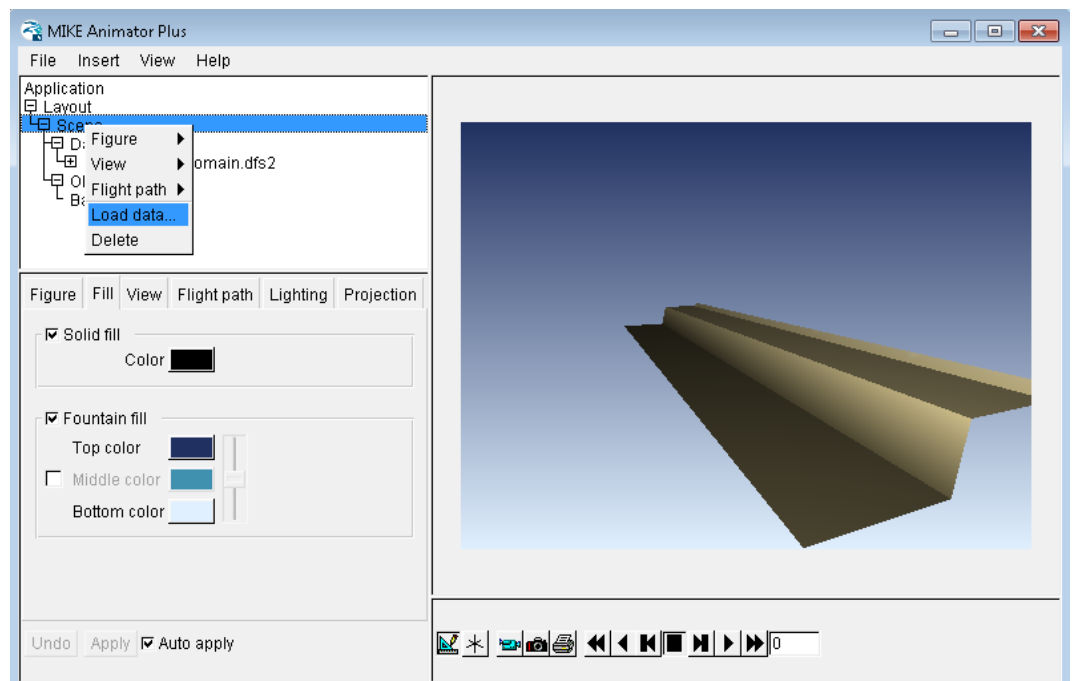 MIKE Animator Plus
File Insert View Help
Application
Layout
Scene
Figure
View
omain.dfs2
Flight path
Load data...
Delete
Figure Fill View Flight path Lighting Projection
Solid fill
Color
Fountain fill
Top color
Middle color
Bottom color
Undo Apply Auto apply
0